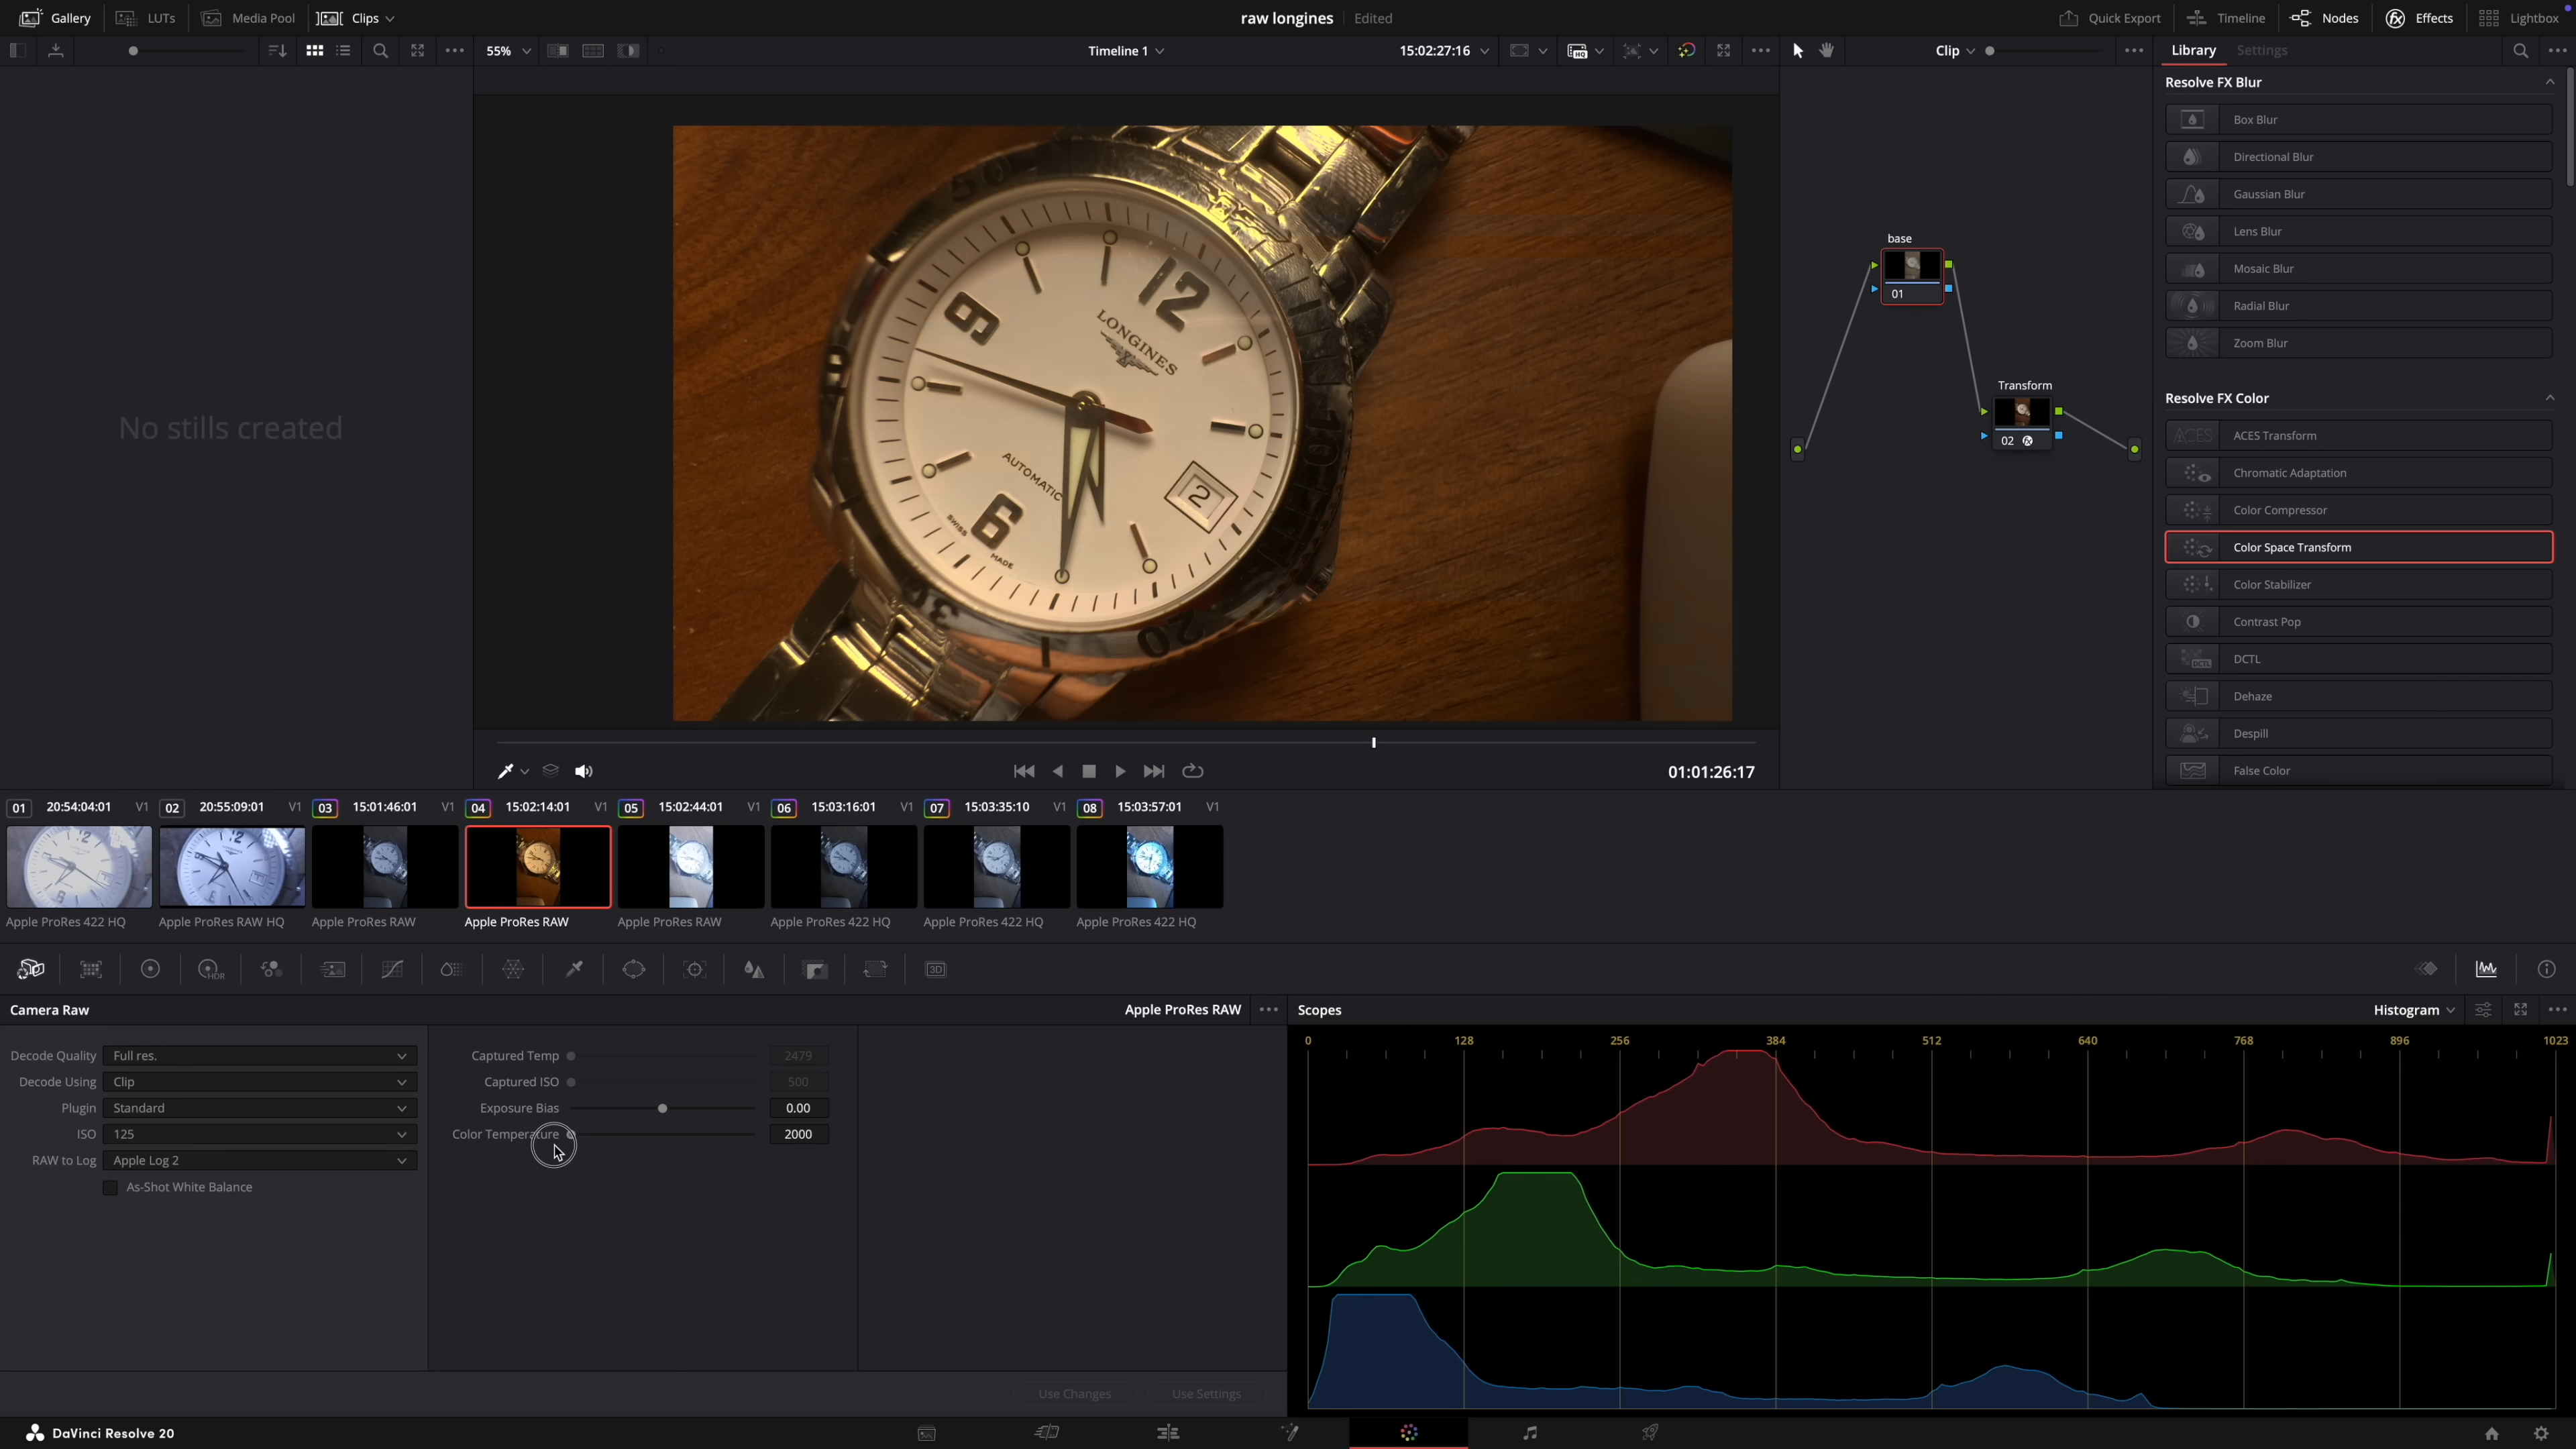 Gallery LUTs Media Pool Clips raw longines Edited Quick Export Timeline Nodes Effects Lightbox
55% Timeline 1 15:02:27:16 Clip Library Settings
Resolve FX Blur
Box Blur
Directional Blur
Gaussian Blur
Lens Blur
Mosaic Blur
Radial Blur
Zoom Blur
Resolve FX Color
ACES Transform
Chromatic Adaptation
Color Compressor
Color Space Transform
Color Stabilizer
Contrast Pop
DCTL
Dehaze
Despill
False Color
No stills created
12
LONGINES
9
AUTOMATIC
2
6
SWISS
MADE
20
base
01
Transform
02
01:01:26:17
01 20:54:04:01 V1 02 20:55:09:01 V1 03 15:01:46:01 V1 04 15:02:14:01 V1 05 15:02:44:01 V1 06 15:03:16:01 V1 07 15:03:35:10 V1 08 15:03:57:01 V1
Apple ProRes 422 HQ Apple ProRes RAW HQ Apple ProRes RAW Apple ProRes RAW Apple ProRes RAW Apple ProRes 422 HQ Apple ProRes 422 HQ Apple ProRes 422 HQ
HDR
3D
Camera Raw Apple ProRes RAW
Decode Quality Full res.
Decode Using Clip
Plugin Standard
ISO 125
RAW to Log Apple Log 2
As-Shot White Balance
Captured Temp 2479
Captured ISO 500
Exposure Bias 0.00
Color Temperature 2000
Use Changes Use Settings
Scopes Histogram
0 128 256 384 512 640 768 896 1023
DaVinci Resolve 20